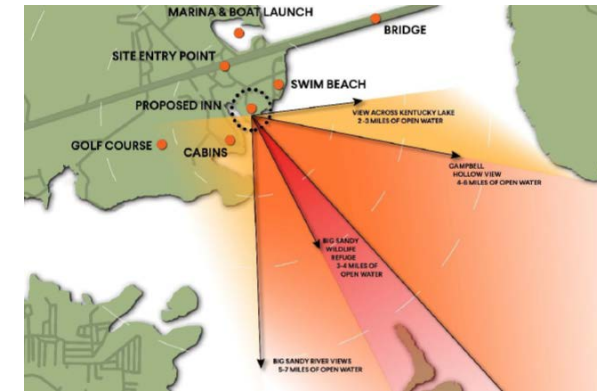 MARINA & BOAT LAUNCH
BRIDGE
SITE ENTRY POINT
SWIM BEACH
PROPOSED INN
VIEW ACROSS KENTUCKY LAKE
2-3 MILES OF OPEN WATER
GOLF COURSE
CABINS
CAMPBELL
HOLLOW VIEW
4-6 MILES OF OPEN WATER
BIG SANDY
WILDLIFE
REFUGE
3-4 MILES OF
OPEN WATER
BIG SANDY RIVER VIEWS
5-7 MILES OF OPEN WATER